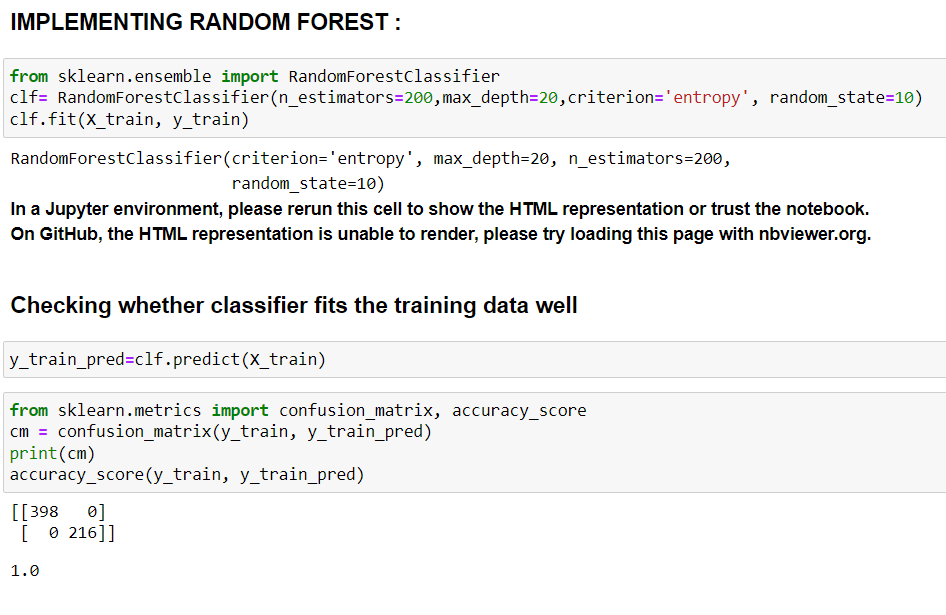 IMPLEMENTING RANDOM FOREST :
from sklearn.ensemble import RandomForestClassifier
clf= RandomForestClassifier(n_estimators=200,max_depth=20,criterion='entropy', random_state=10)
clf.fit(X_train, y_train)
RandomForestClassifier(criterion='entropy', max_depth=20, n_estimators=200,
                       random_state=10)
In a Jupyter environment, please rerun this cell to show the HTML representation or trust the notebook.
On GitHub, the HTML representation is unable to render, please try loading this page with nbviewer.org.
Checking whether classifier fits the training data well
y_train_pred=clf.predict(X_train)
from sklearn.metrics import confusion_matrix, accuracy_score
cm = confusion_matrix(y_train, y_train_pred)
print(cm)
accuracy_score(y_train, y_train_pred)
[[398   0]
 [  0 216]]
1.0